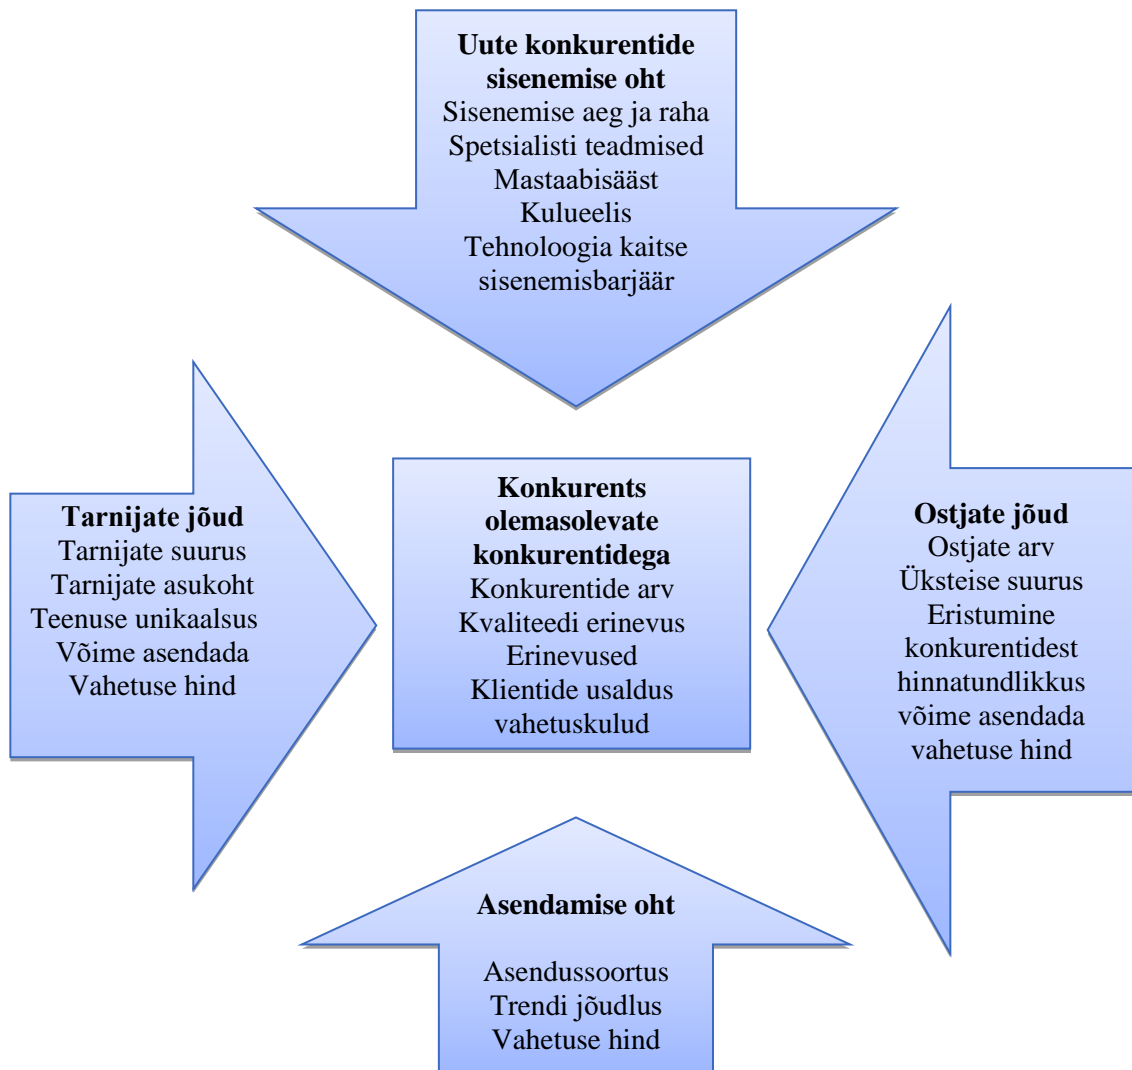 Uute konkurentide
sisenemise oht
Sisenemise aeg ja raha
Spetsialisti teadmised
Mastaabisääst
Kulueelis
Tehnoloogia kaitse
sisenemisbarjäär
Tarnijate jõud
Tarnijate suurus
Tarnijate asukoht
Teenuse unikaalsus
Võime asendada
Vahetuse hind
Konkurents
olemasolevate
konkurentidega
Konkurentide arv
Kvaliteedi erinevus
Erinevused
Klientide usaldus
vahetuskulud
Ostjate jõud
Ostjate arv
Üksteise suurus
Eristumine
konkurentidest
hinnatundlikkus
võime asendada
vahetuse hind
Asendamise oht
Asendussoortus
Trendi jõudlus
Vahetuse hind